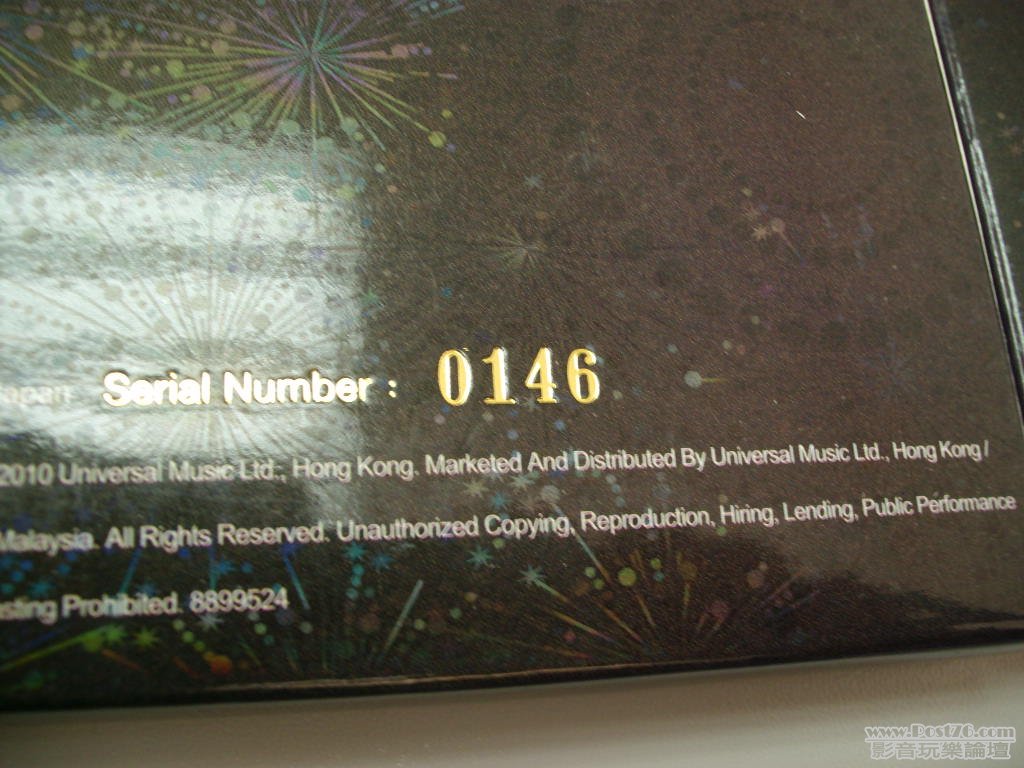 Japan Serial Number : 0146
2010 Universal Music Ltd., Hong Kong. Marketed And Distributed By Universal Music Ltd., Hong Kong /
Malaysia. All Rights Reserved. Unauthorized Copying, Reproduction, Hiring, Lending, Public Performance
Prohibited. 8899524
www.Post76.com
影音玩樂論壇